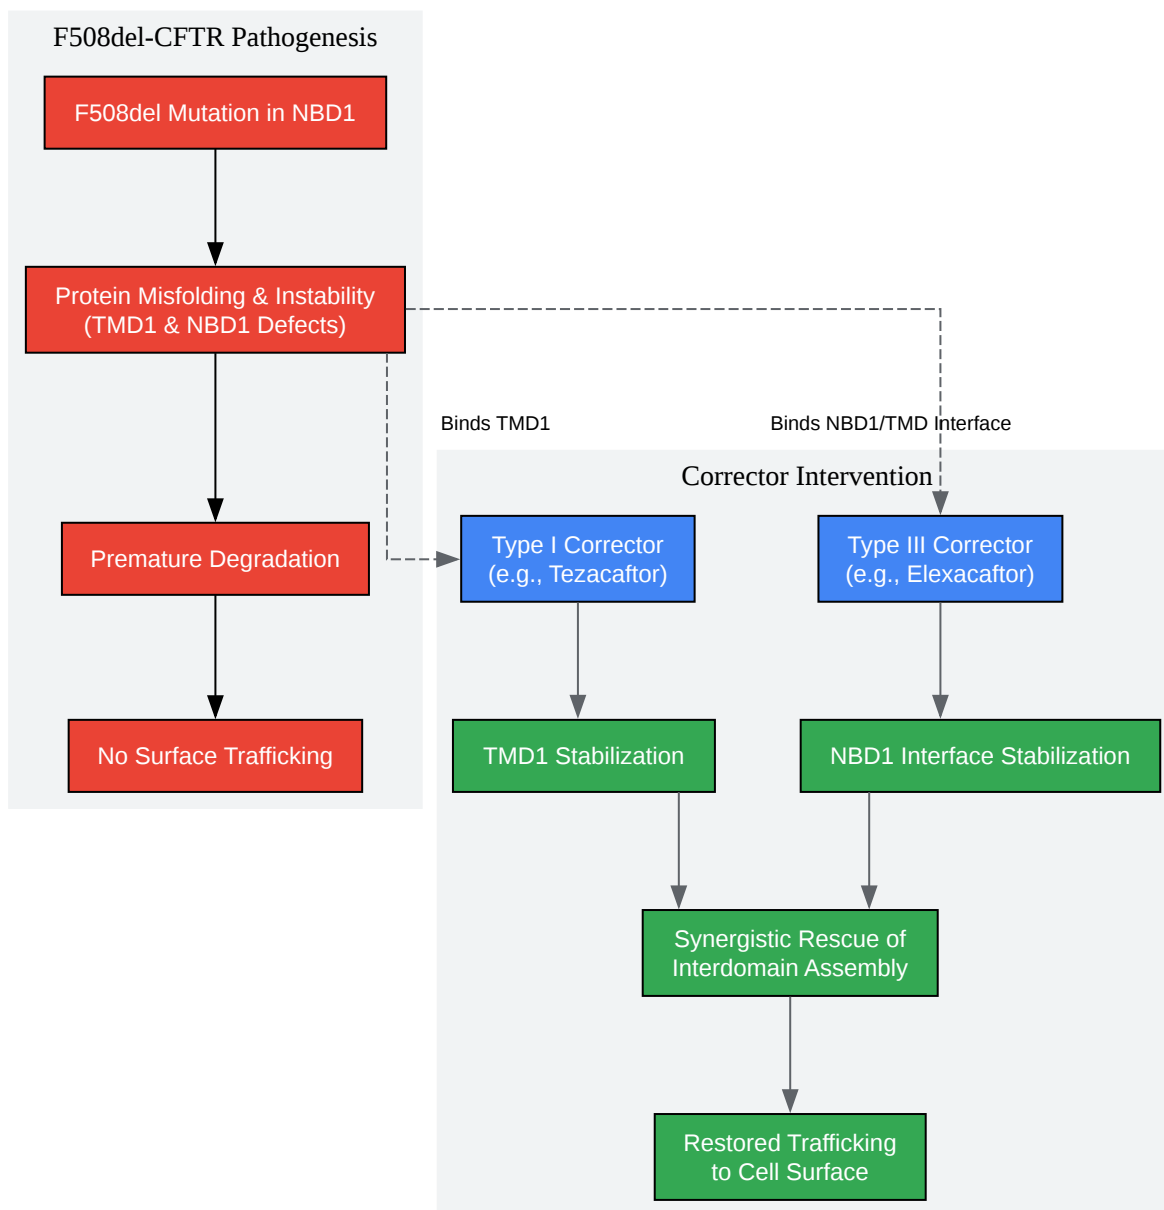 F508del-CFTR Pathogenesis
F508del Mutation in NBD1
Protein Misfolding & Instability
(TMD1 & NBD1 Defects)
Premature Degradation
No Surface Trafficking
Binds TMD1
Binds NBD1/TMD Interface
Corrector Intervention
Type I Corrector
(e.g., Tezacaftor)
Type III Corrector
(e.g., Elexacaftor)
TMD1 Stabilization
NBD1 Interface Stabilization
Synergistic Rescue of
Interdomain Assembly
Restored Trafficking
to Cell Surface